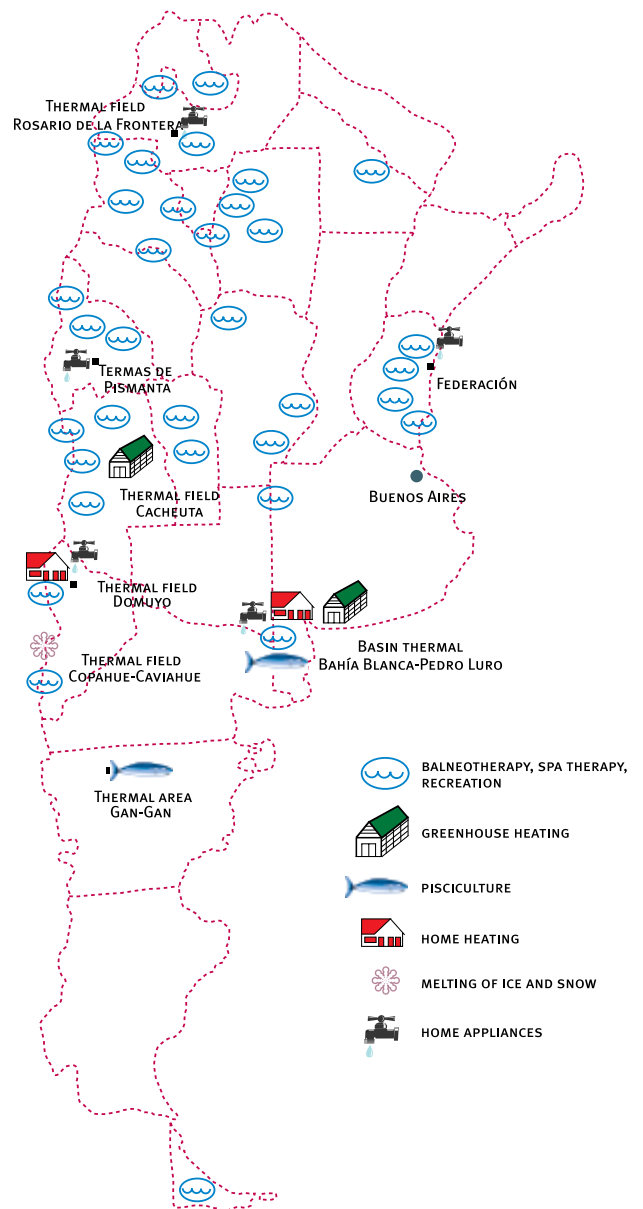 Thermal field
Rosario de la Frontera
Termas de
Pismanta
Federación
Thermal field
Cacheuta
Buenos Aires
Thermal field
Domuyo
Basin thermal
Bahía Blanca-Pedro Luro
Thermal field
Copahue-Caviahue
Thermal area
Gan-Gan
balneotherapy, spa therapy,
recreation
greenhouse heating
pisciculture
home heating
melting of ice and snow
home appliances